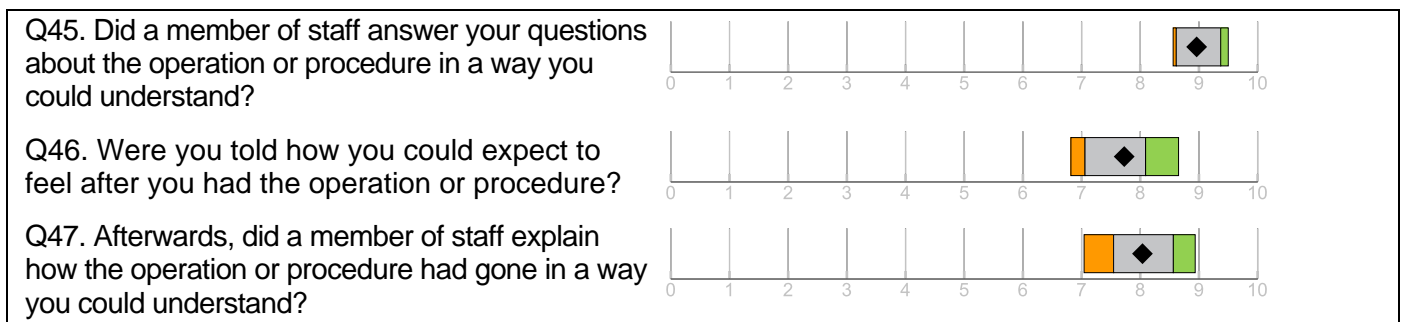 Q45. Did a member of staff answer your questions
about the operation or procedure in a way you
could understand?
0 1 2 3 4 5 6 7 8 9 10
Q46. Were you told how you could expect to
feel after you had the operation or procedure?
0 1 2 3 4 5 6 7 8 9 10
Q47. Afterwards, did a member of staff explain
how the operation or procedure had gone in a way
you could understand?
0 1 2 3 4 5 6 7 8 9 10